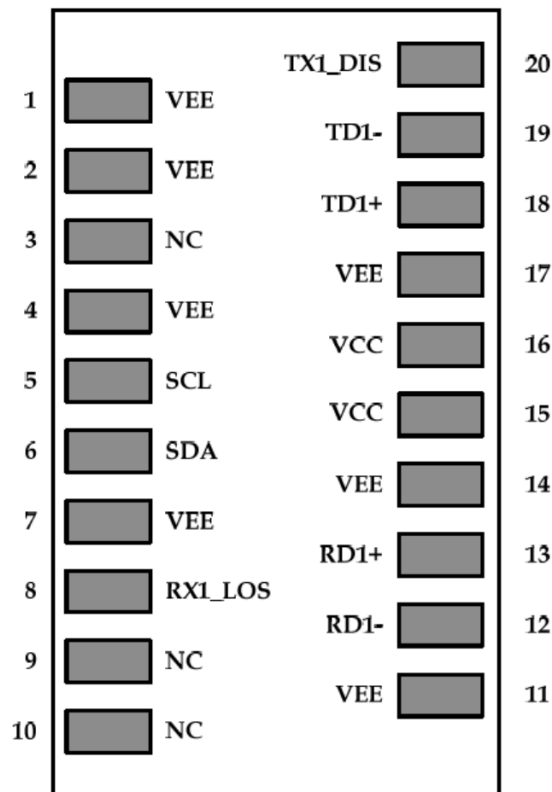 TX1_DIS 20
1 VEE
TD1- 19
2 VEE
TD1+ 18
3 NC
VEE 17
4 VEE
VCC 16
5 SCL
VCC 15
6 SDA
VEE 14
7 VEE
RD1+ 13
8 RX1_LOS
RD1- 12
9 NC
VEE 11
10 NC